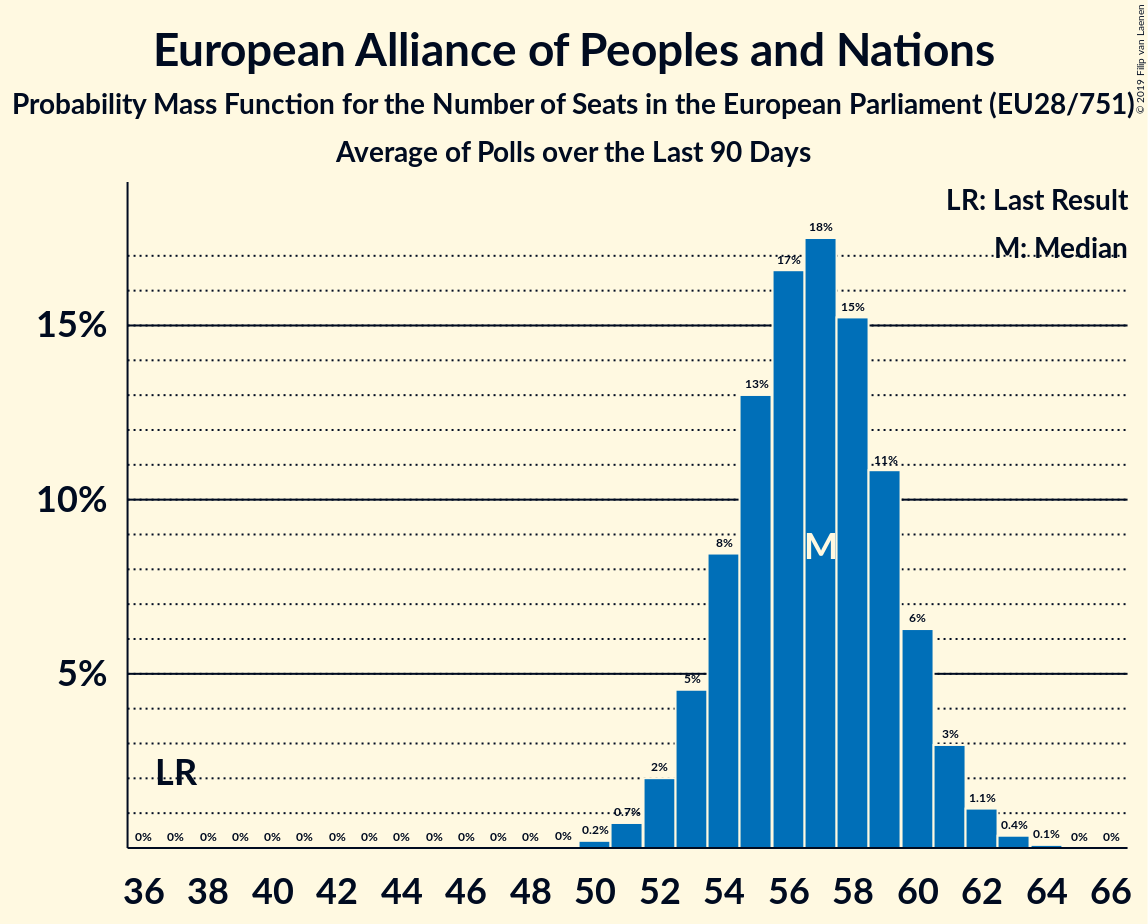 European Alliance of Peoples and Nations
Probability Mass Function for the Number of Seats in the European Parliament (EU28/751)
Average of Polls over the Last 90 Days
© 2019 Filip van Laenen
LR: Last Result
M: Median
15%
10%
5%
0% 0% 0% 0% 0% 0% 0% 0% 0% 0% 0% 0% 0% 0% 0.2% 0.7% 2% 5% 8% 13% 17% 18% 15% 11% 6% 3% 1.1% 0.4% 0.1% 0% 0%
LR
M
36 38 40 42 44 46 48 50 52 54 56 58 60 62 64 66